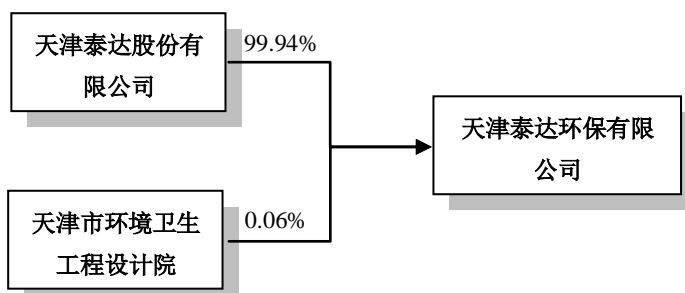 天津泰达股份有
限公司
99.94%
天津泰达环保有限
公司
天津市环境卫生
工程设计院
0.06%